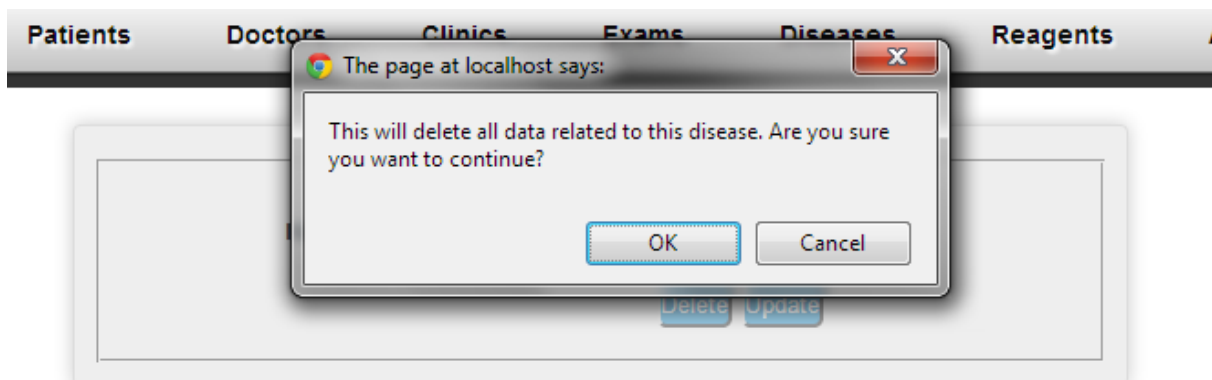 Patients Doctors Clinics Exams Diseases Reagents
The page at localhost says:
This will delete all data related to this disease. Are you sure
you want to continue?
OK Cancel
Delete Update